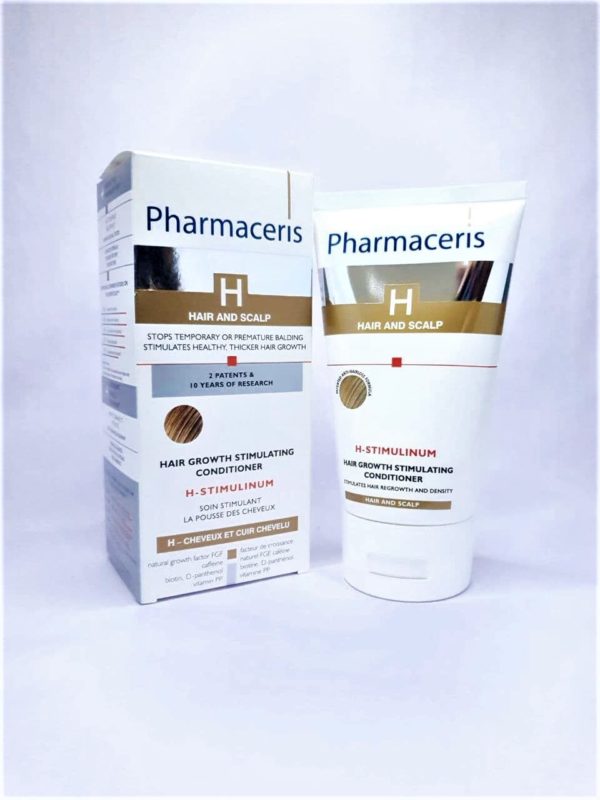 Pharmaceris
H
HAIR AND SCALP
STOPS TEMPORARY OR PREMATURE BALDING
STIMULATES HEALTHY, THICKER HAIR GROWTH
2 PATENTS &
10 YEARS OF RESEARCH
HAIR GROWTH STIMULATING
CONDITIONER
H-STIMULINUM
SOIN STIMULANT
LA POUSSE DES CHEVEUX
H – CHEVEUX ET CUIR CHEVELU
natural growth factor FGF
caffeine
biotin, D-panthenol
vitamin PP
facteur de croissance
naturel FGF, caféine
biotine, D-panthénol
vitamine PP
Pharmaceris
H
HAIR AND SCALP
H-STIMULINUM
HAIR GROWTH STIMULATING
CONDITIONER
STIMULATES HAIR REGROWTH AND DENSITY
HAIR AND SCALP